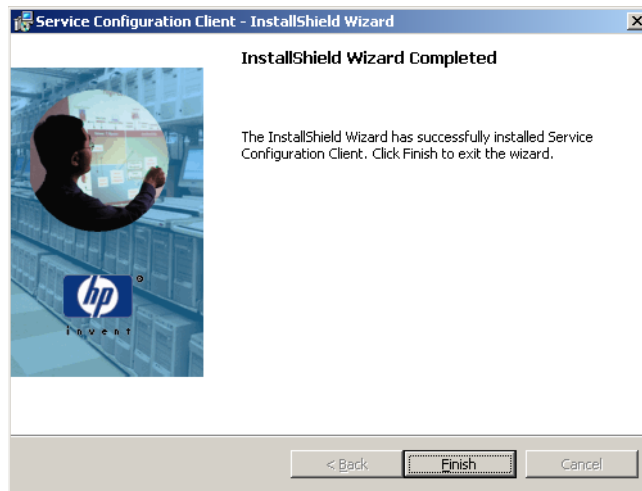 Service Configuration Client - InstallShield Wizard
InstallShield Wizard Completed
The InstallShield Wizard has successfully installed Service
Configuration Client. Click Finish to exit the wizard.
hp
®
invent
< Back
Finish
Cancel